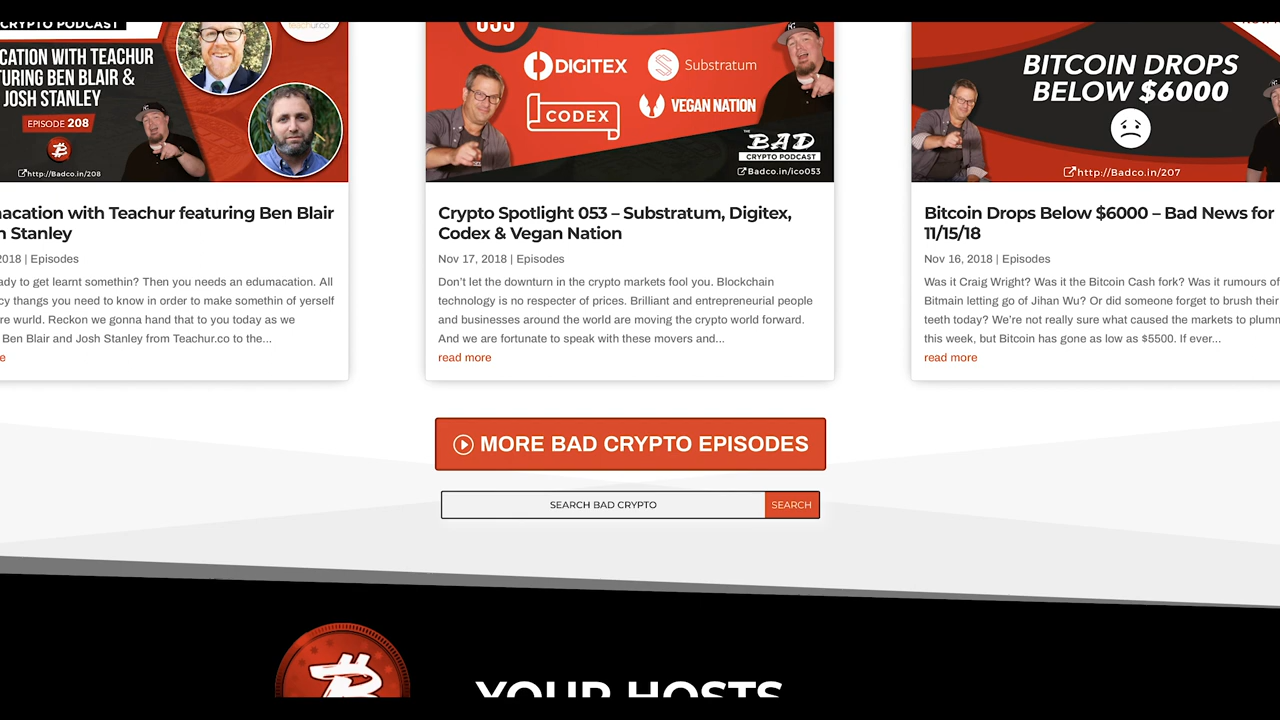 CRYPTO PODCAST
teachur.co
CATION WITH TEACHUR
TURING BEN BLAIR &
JOSH STANLEY
EPISODE 208
http://Badco.in/208
acation with Teachur featuring Ben Blair
Stanley
2018 | Episodes
ady to get learnt somethin? Then you needs an edumacation. All
cy thangs you need to know in order to make somethin of yerself
re wurld. Reckon we gonna hand that to you today as we
Ben Blair and Josh Stanley from Teachur.co to the...
e
053
DIGITEX
Substratum
CODEX
VEGAN NATION
THE
BAD
CRYPTO PODCAST
Badco.in/ico053
Crypto Spotlight 053 – Substratum, Digitex,
Codex & Vegan Nation
Nov 17, 2018 | Episodes
Don't let the downturn in the crypto markets fool you. Blockchain
technology is no respecter of prices. Brilliant and entrepreneurial people
and businesses around the world are moving the crypto world forward.
And we are fortunate to speak with these movers and...
read more
BITCOIN DROPS
BELOW $6000
http://Badco.in/207
Bitcoin Drops Below $6000 – Bad News for
11/15/18
Nov 16, 2018 | Episodes
Was it Craig Wright? Was it the Bitcoin Cash fork? Was it rumours of
Bitmain letting go of Jihan Wu? Or did someone forget to brush their
teeth today? We're not really sure what caused the markets to plumm
this week, but Bitcoin has gone as low as $5500. If ever...
read more
MORE BAD CRYPTO EPISODES
SEARCH BAD CRYPTO
SEARCH
YOUR HOSTS